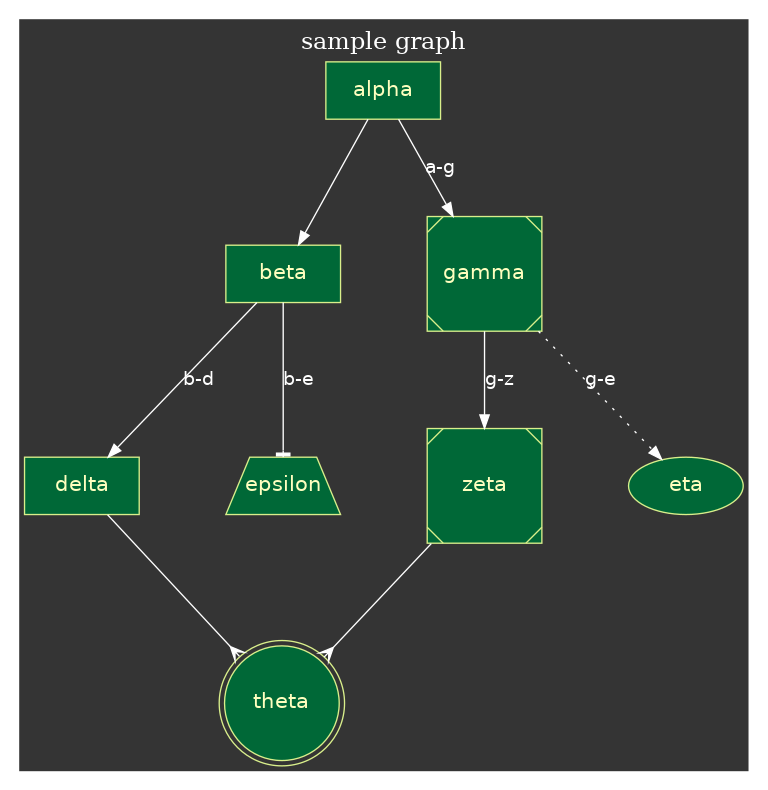 sample graph
alpha
a-g
beta
gamma
b-d
b-e
g-z
g-e
delta
epsilon
zeta
eta
theta